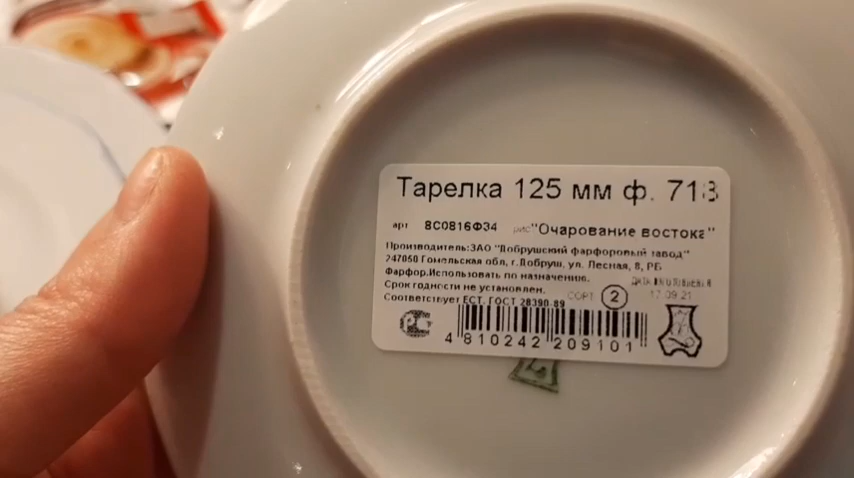 Тарелка 125 мм ф. 718
арт 8С0816Ф34 рис "Очарование востока"
Производитель:ЗАО "Добрушский фарфоровый завод"
247050 Гомельская обл, г.Добруш, ул. Лесная, 8, РБ
Фарфор.Использовать по назначению.
Срок годности не установлен.
Соответствует ЕСТ. ГОСТ 28390-89
СОРТ 2
17.09.21
4 810242 209101